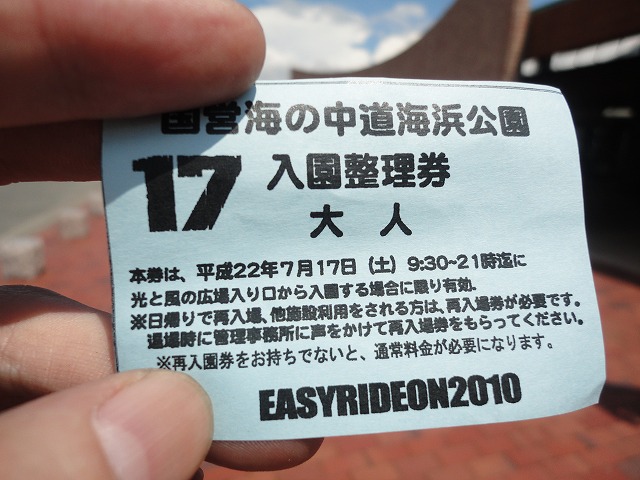 国営海の中道海浜公園
17 入園整理券
大人
本券は、平成22年7月17日（土）9:30~21時迄に
光と風の広場入り口から入園する場合に限り有効.
※日帰りで再入場、他施設利用をされる方は、再入場券が必要です。
退場時に管理事務所に声をかけて再入場券をもらってください。
※再入園券をお持ちでないと、通常料金が必要になります。
EASYRIDEON2010